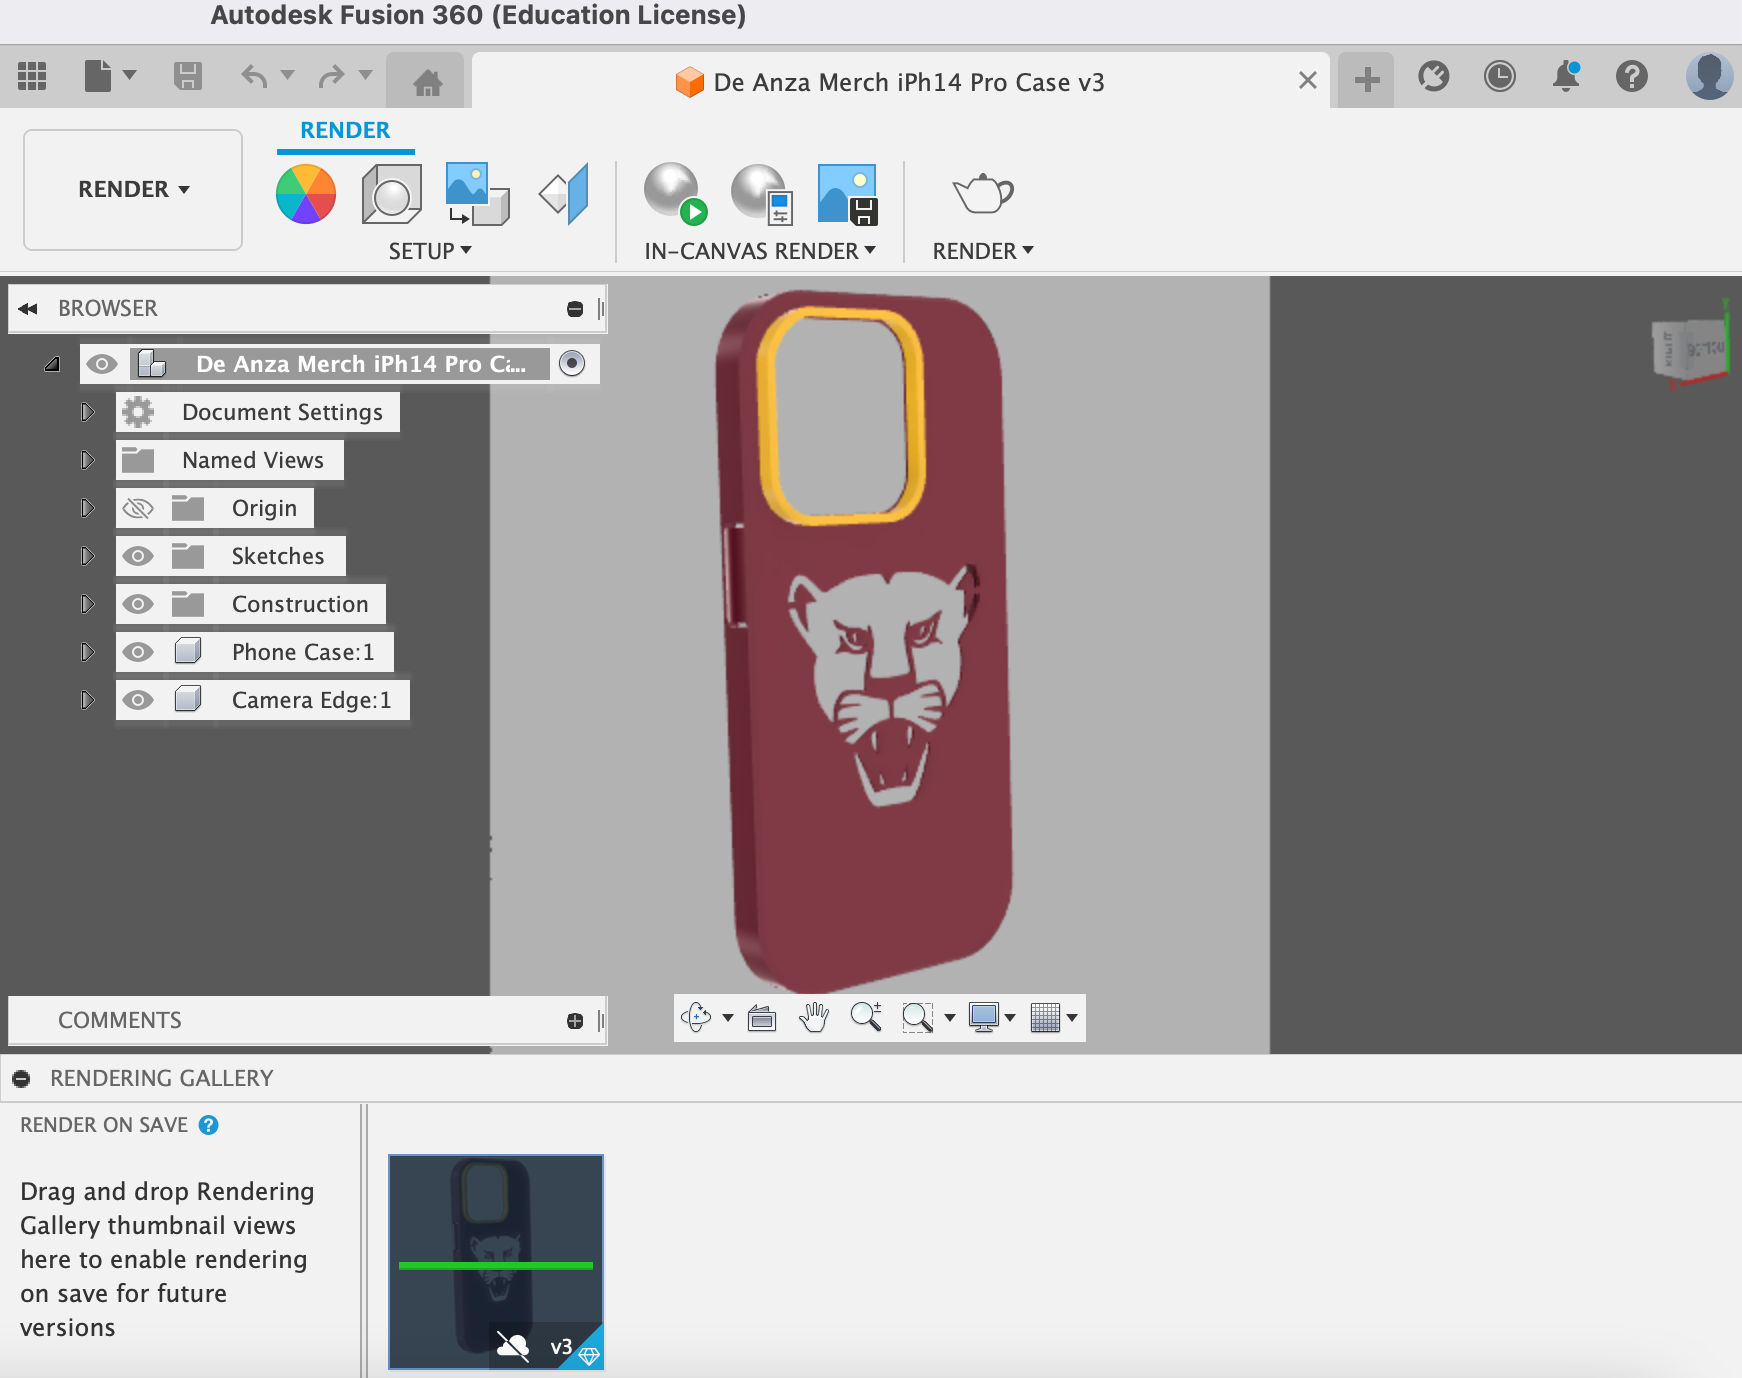 Autodesk Fusion 360 (Education License)
De Anza Merch iPh14 Pro Case v3
RENDER
RENDER
SETUP
IN-CANVAS RENDER
RENDER
BROWSER
De Anza Merch iPh14 Pro Ca...
Document Settings
Named Views
Origin
Sketches
Construction
Phone Case:1
Camera Edge:1
RIGHT
COMMENTS
RENDERING GALLERY
RENDER ON SAVE
Drag and drop Rendering
Gallery thumbnail views
here to enable rendering
on save for future
versions
v3